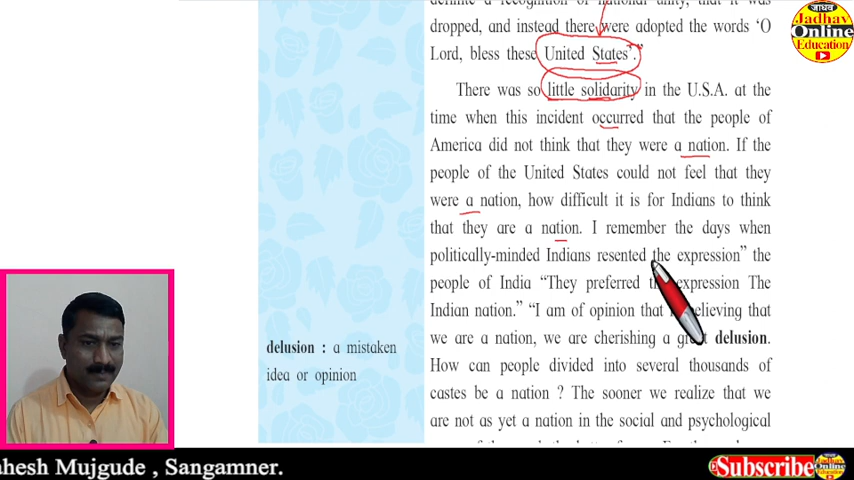 dropped, and instead there were adopted the words ‘O
Lord, bless these United States”.
There was so little solidarity in the U.S.A. at the
time when this incident occurred that the people of
America did not think that they were a nation. If the
people of the United States could not feel that they
were a nation, how difficult it is for Indians to think
that they are a nation. I remember the days when
politically-minded Indians resented the expression” the
people of India “They preferred expression The
Indian nation.” “I am of opinion that believing that
we are a nation, we are cherishing a great delusion.
How can people divided into several thousands of
castes be a nation ? The sooner we realize that we
are not as yet a nation in the social and psychological
delusion : a mistaken
idea or opinion
जाधव
Jadhav
Online
Education
ahesh Mujgude , Sangamner.
Subscribe
Online